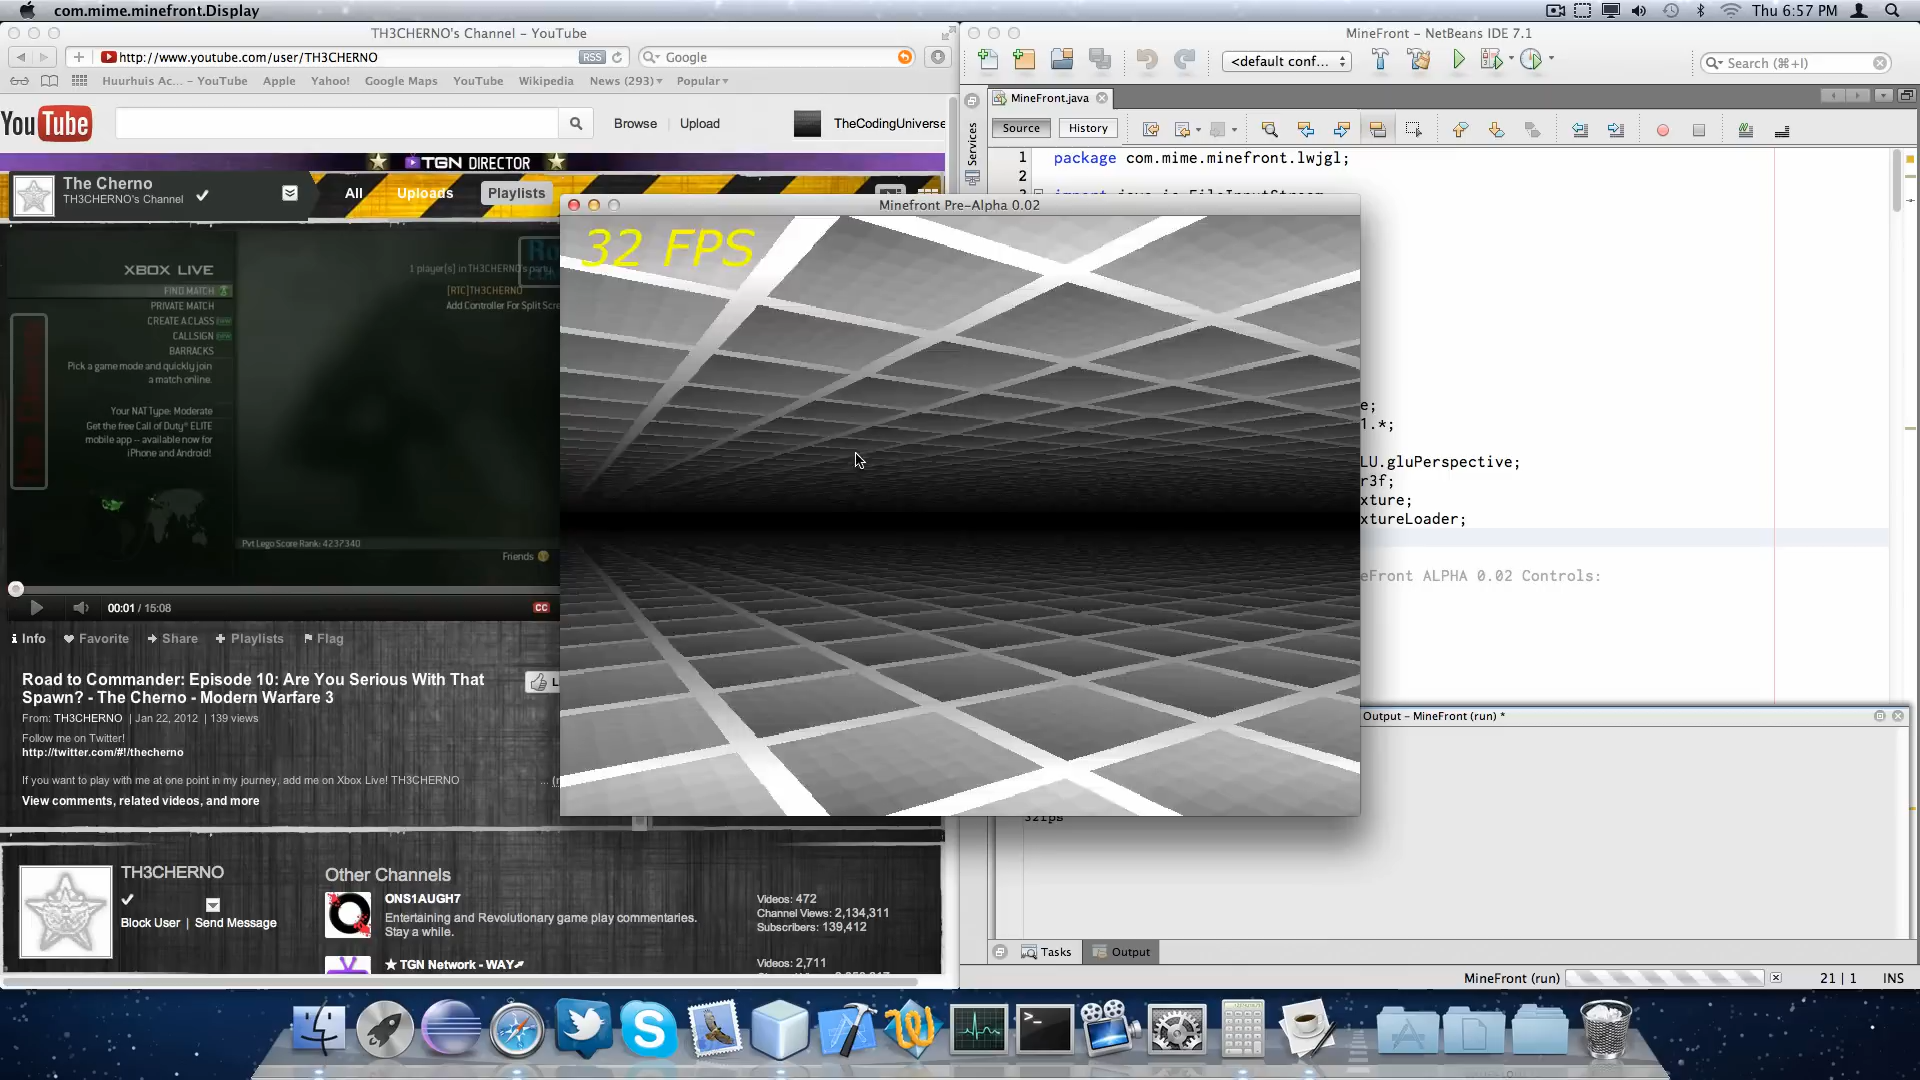 com.mime.minefront.Display
Thu 6:57 PM
TH3CHERNO's Channel – YouTube
http://www.youtube.com/user/TH3CHERNO
RSS
Google
Huurhuis Ac... – YouTube
Apple
Yahoo!
Google Maps
YouTube
Wikipedia
News (293)
Popular
YouTube
Browse
Upload
TheCodingUniverse
TGN DIRECTOR
The Cherno
TH3CHERNO's Channel
All
Uploads
Playlists
XBOX LIVE
FIND MATCH
PRIVATE MATCH
CREATE A CLASS
CALLSIGN
BARRACKS
Pick a game mode and quickly join
a match online.
Your NAT Type: Moderate
Get the free Call of Duty® ELITE
mobile app -- available now for
iPhone and Android!
1 player[s] in TH3CHERNO's party
[RTC]TH3CHERNO
Add Controller For Split Scre
Pvt Lego Score Rank: 4237340
Friends
00:01 / 15:08
CC
Info
Favorite
Share
Playlists
Flag
Road to Commander: Episode 10: Are You Serious With That
Spawn? - The Cherno - Modern Warfare 3
From: TH3CHERNO | Jan 22, 2012 | 139 views
Follow me on Twitter!
http://twitter.com/#!/thecherno
If you want to play with me at one point in my journey, add me on Xbox Live! TH3CHERNO
View comments, related videos, and more
TH3CHERNO
Block User | Send Message
Other Channels
ONS1AUGH7
Entertaining and Revolutionary game play commentaries.
Stay a while.
Videos: 472
Channel Views: 2,134,311
Subscribers: 139,412
★ TGN Network - WAY
Videos: 2,711
Minefront Pre-Alpha 0.02
32 FPS
MineFront – NetBeans IDE 7.1
<default conf...
Search (⌘+I)
MineFront.java
Source
History
Services
1 package com.mime.minefront.lwjgl;
2
e;
l.*;
LU.gluPerspective;
r3f;
xture;
xtureLoader;
eFront ALPHA 0.02 Controls:
Output – MineFront (run) *
32fps
Tasks
Output
MineFront (run)
21 | 1
INS